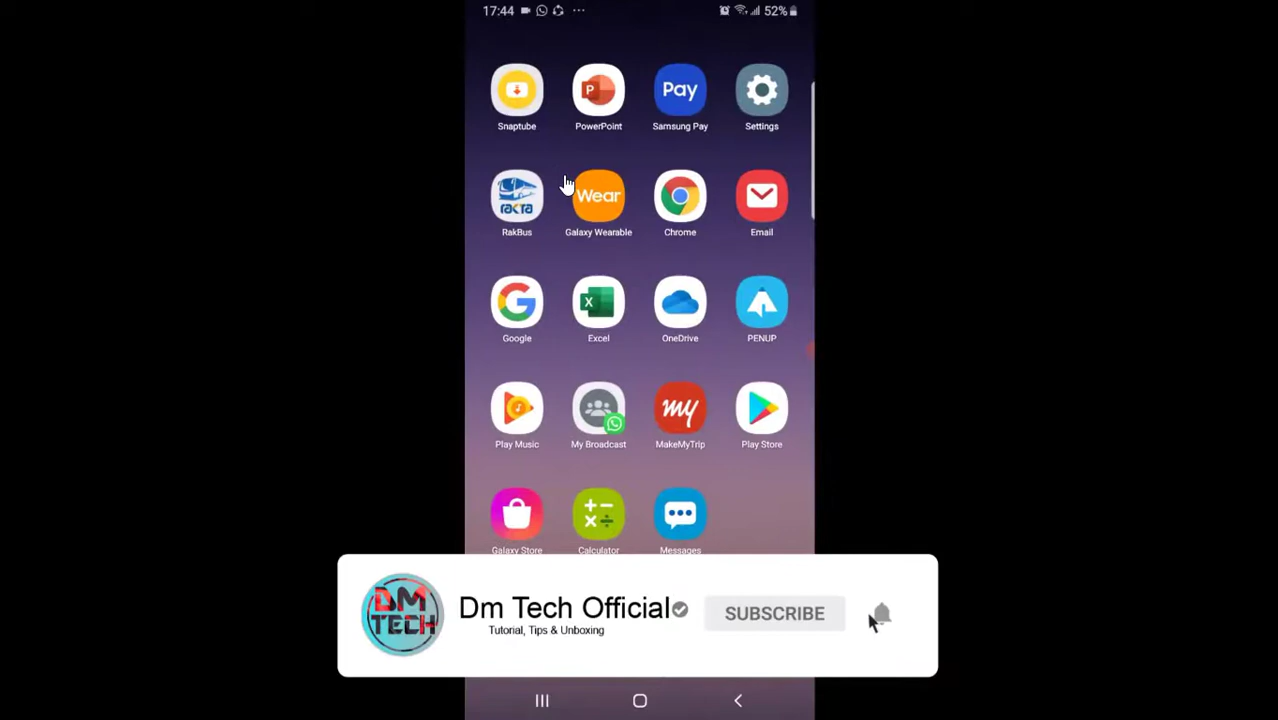 17:44 52%
Snaptube PowerPoint Samsung Pay Settings
Pay
RakBus Galaxy Wearable Chrome Email
rakta Wear
Google Excel OneDrive PENUP
Play Music My Broadcast MakeMyTrip Play Store
my
Galaxy Store Calculator Messages
DM TECH
Dm Tech Official
Tutorial, Tips & Unboxing
SUBSCRIBE